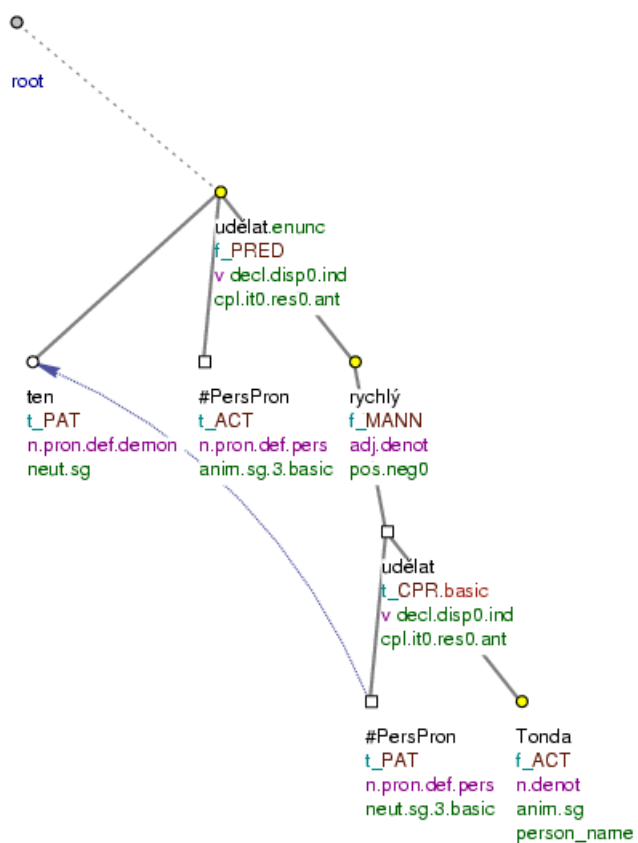 root
udělat.enunc
f_PRED
v decl.disp0.ind
cpl.it0.res0.ant
ten
t_PAT
n.pron.def.demon
neut.sg
#PersPron
t_ACT
n.pron.def.pers
anim.sg.3.basic
rychlý
f_MANN
adj.denot
pos.neg0
udělat
t_CPR.basic
v decl.disp0.ind
cpl.it0.res0.ant
#PersPron
t_PAT
n.pron.def.pers
neut.sg.3.basic
Tonda
f_ACT
n.denot
anim.sg
person_name